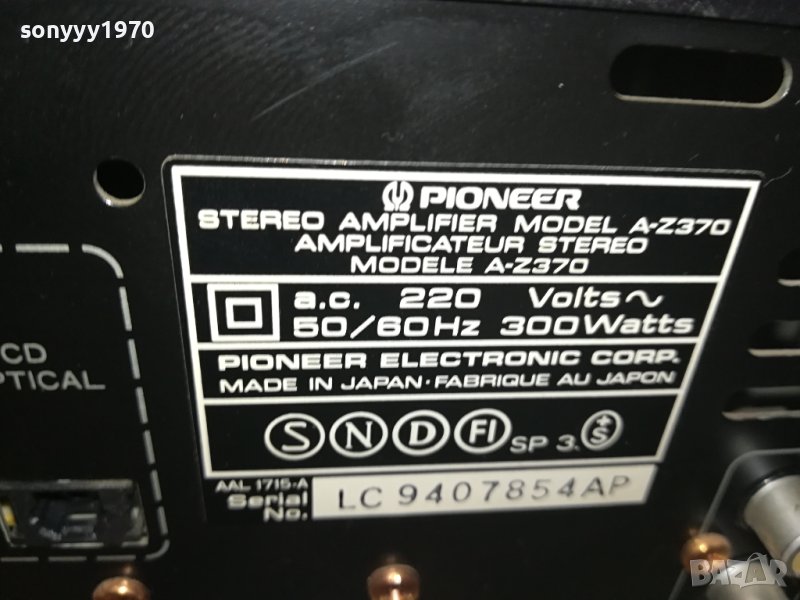 sonyyy1970
PIONEER
STEREO AMPLIFIER MODEL A-Z370
AMPLIFICATEUR STEREO
MODELE A-Z370
a.c. 220 Volts~
50/60Hz 300Watts
PIONEER ELECTRONIC CORP.
MADE IN JAPAN·FABRIQUE AU JAPON
S N D FI SP 3. +S
AAL 1715-A
Serial No. LC 9407854AP
CD
PTICAL
BAZAR